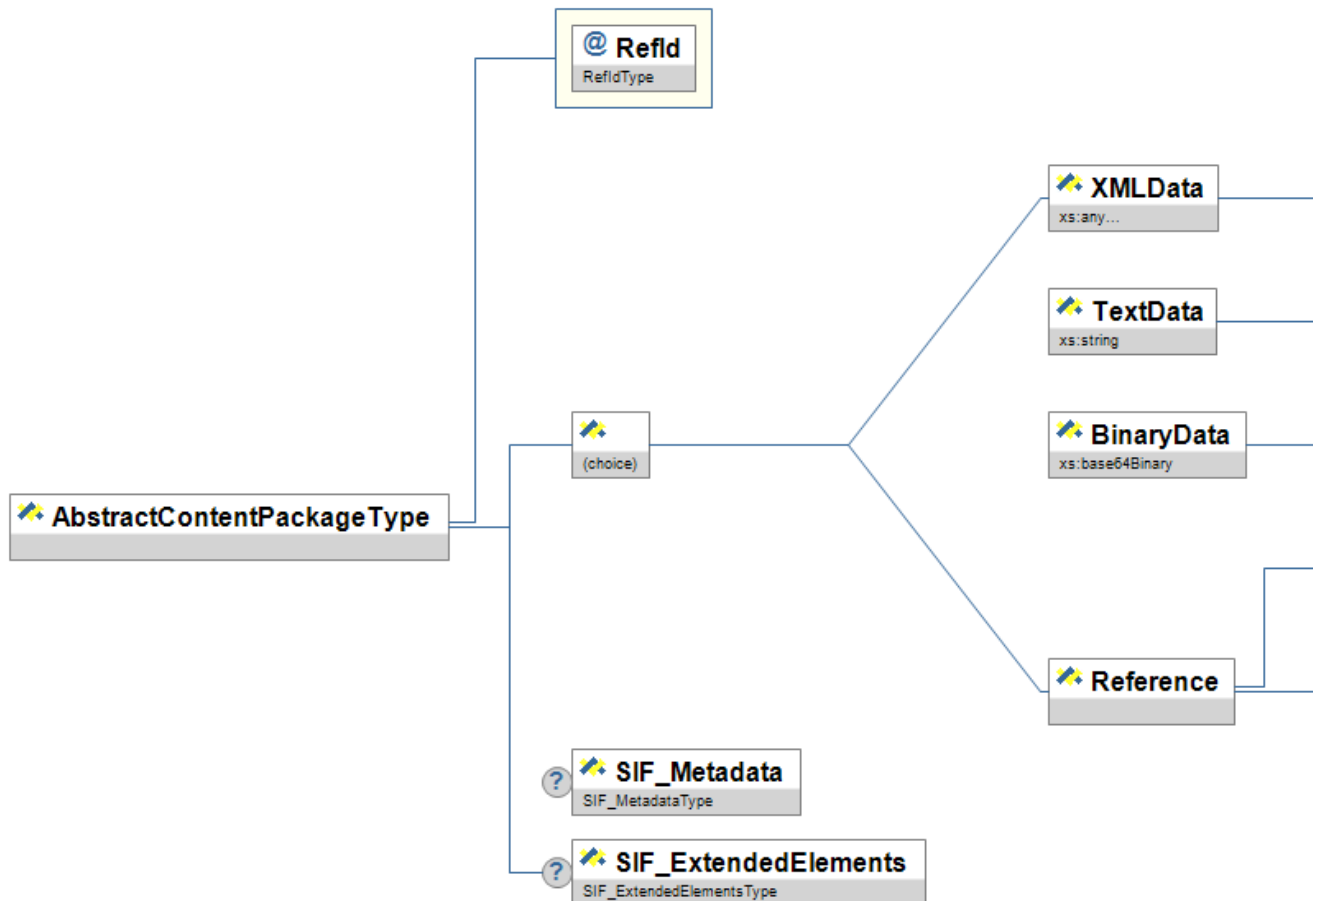 @ RefId
RefIdType
XMLData
xs:any...
TextData
xs:string
(choice)
BinaryData
xs:base64Binary
AbstractContentPackageType
Reference
? SIF_Metadata
SIF_MetadataType
? SIF_ExtendedElements
SIF_ExtendedElementsType